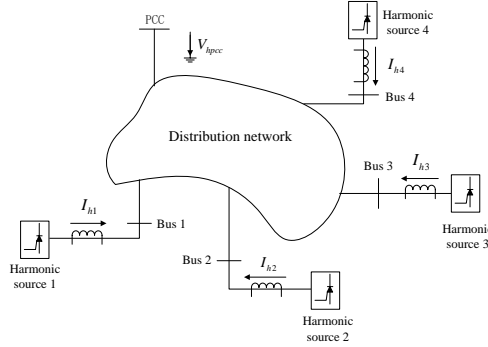 PCC
V_hpcc
Harmonic
source 4
I_h4
Bus 4
Distribution network
Bus 3
I_h3
Harmonic
source 3
I_h1
Bus 1
Harmonic
source 1
Bus 2
I_h2
Harmonic
source 2